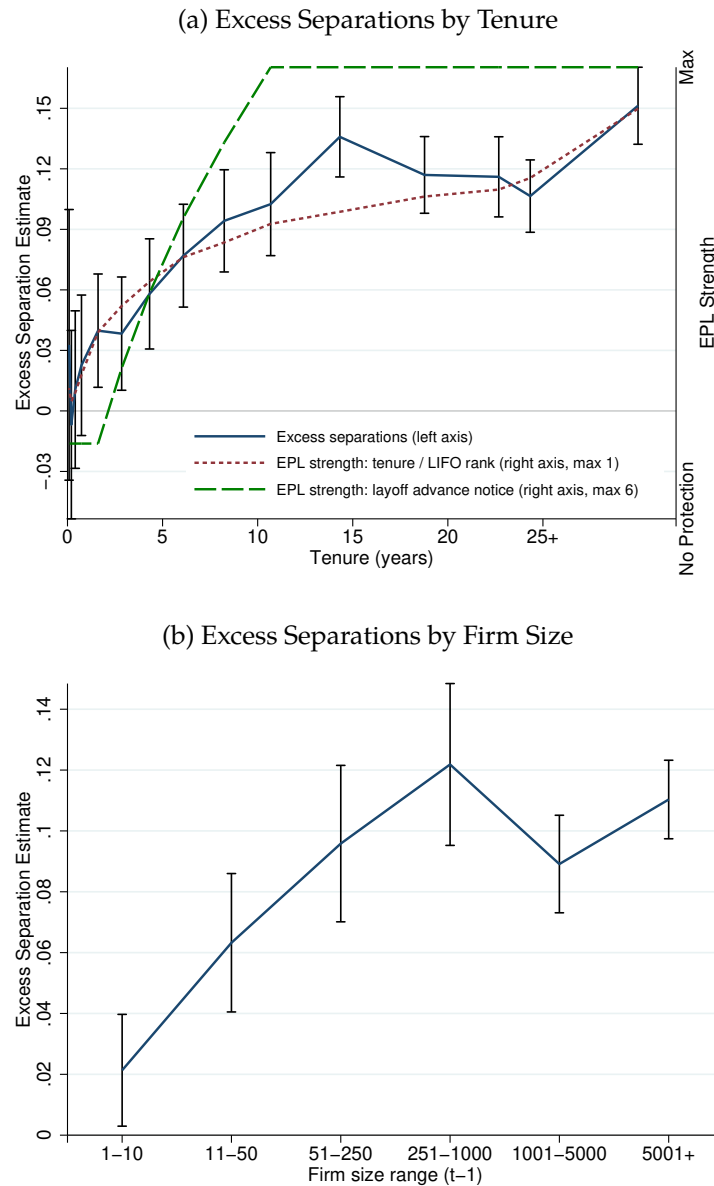 (a) Excess Separations by Tenure
Excess Separation Estimate
.15
.12
.09
.06
.03
0
−.03
Max
EPL Strength
No Protection
Excess separations (left axis)
EPL strength: tenure / LIFO rank (right axis, max 1)
EPL strength: layoff advance notice (right axis, max 6)
0 5 10 15 20 25+
Tenure (years)
(b) Excess Separations by Firm Size
Excess Separation Estimate
.14
.12
.1
.08
.06
.04
.02
0
1−10 11−50 51−250 251−1000 1001−5000 5001+
Firm size range (t−1)